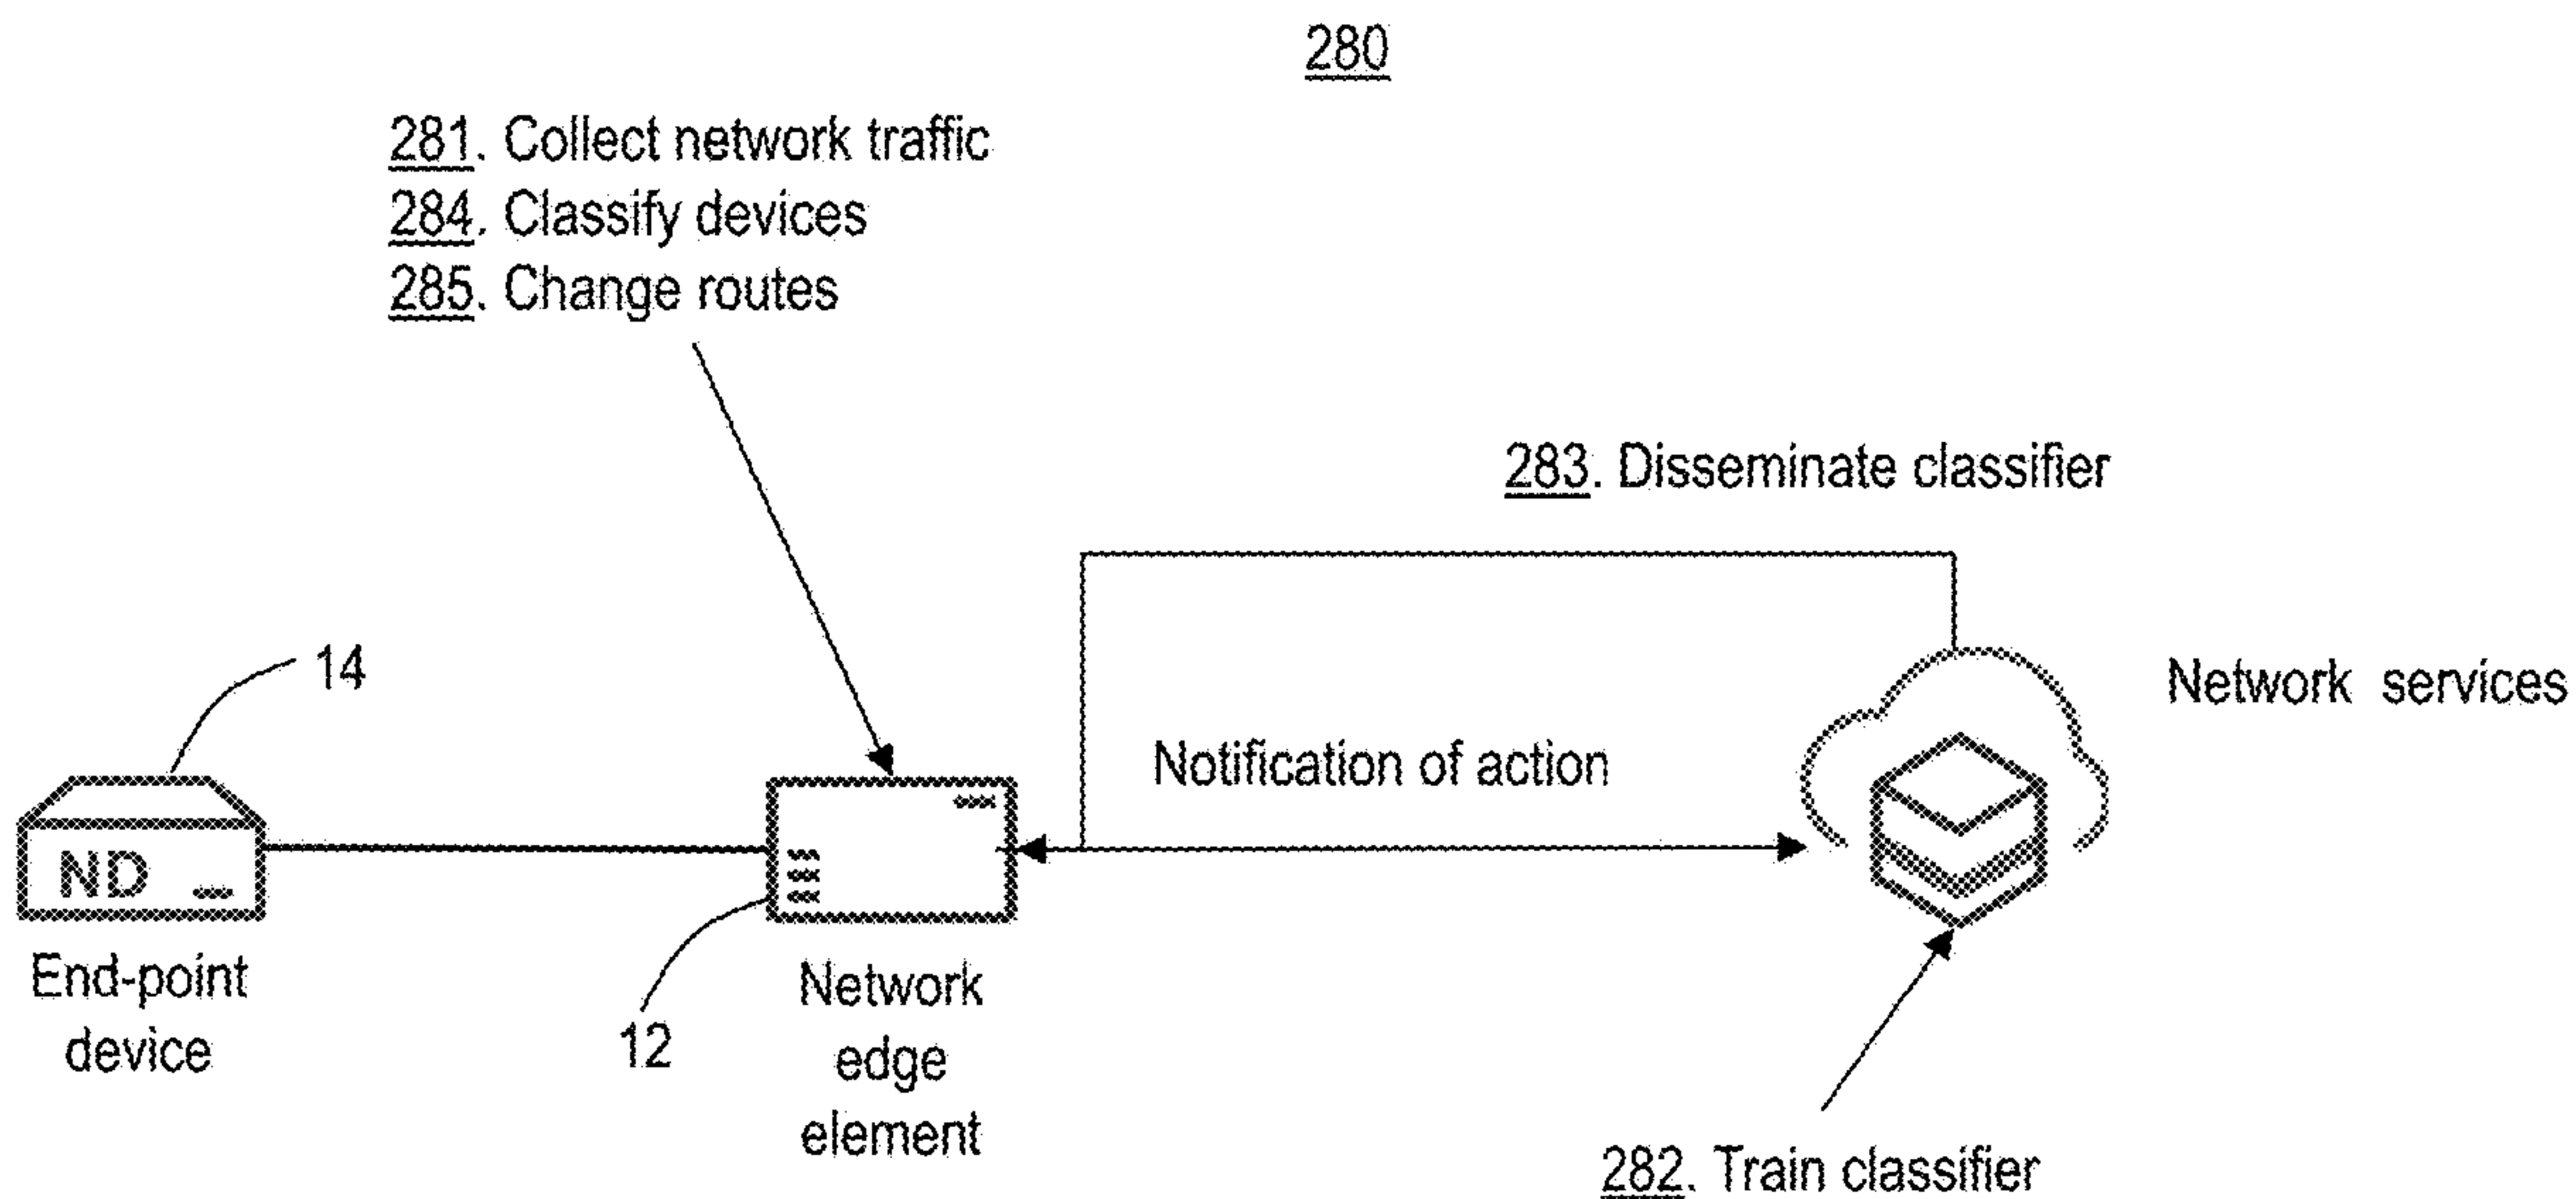 280
281. Collect network traffic
284. Classify devices
285. Change routes
283. Disseminate classifier
14
Network services
Notification of action
ND
End-point
device
12
Network
edge
element
282. Train classifier